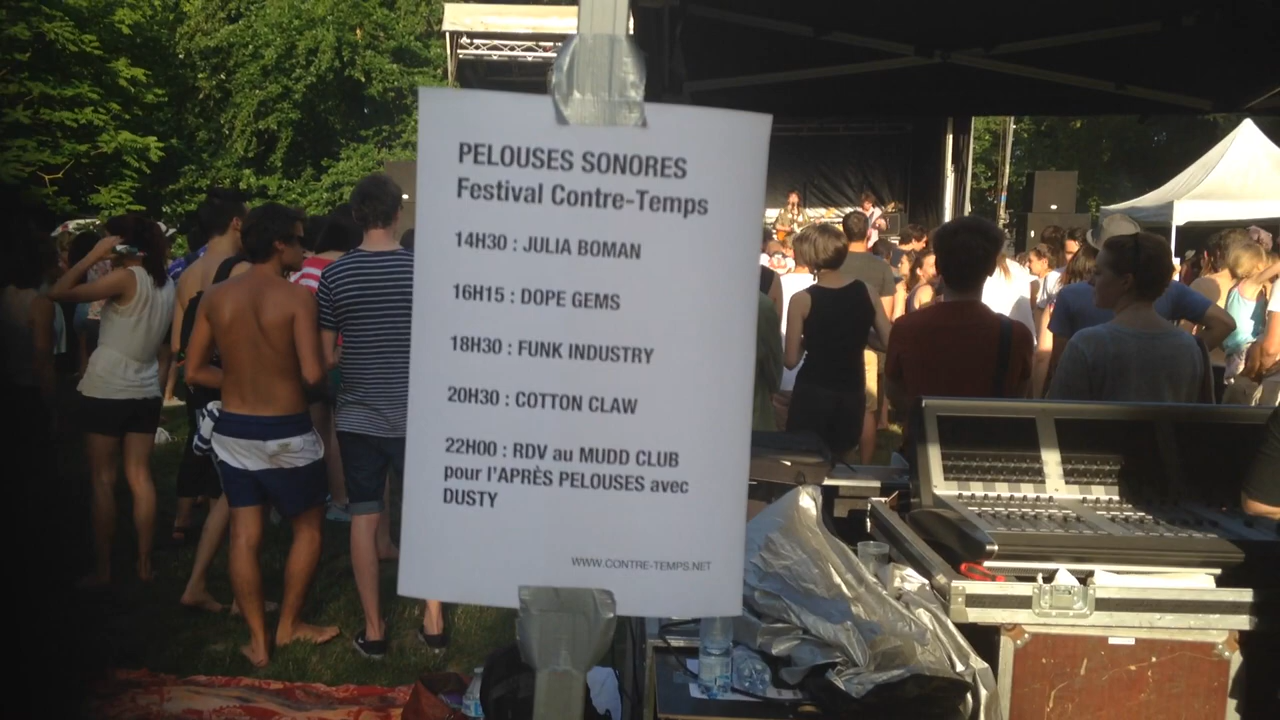 PELOUSES SONORES
Festival Contre-Temps
14H30 : JULIA BOMAN
16H15 : DOPE GEMS
18H30 : FUNK INDUSTRY
20H30 : COTTON CLAW
22H00 : RDV au MUDD CLUB
pour l'APRÈS PELOUSES avec
DUSTY
WWW.CONTRE-TEMPS.NET